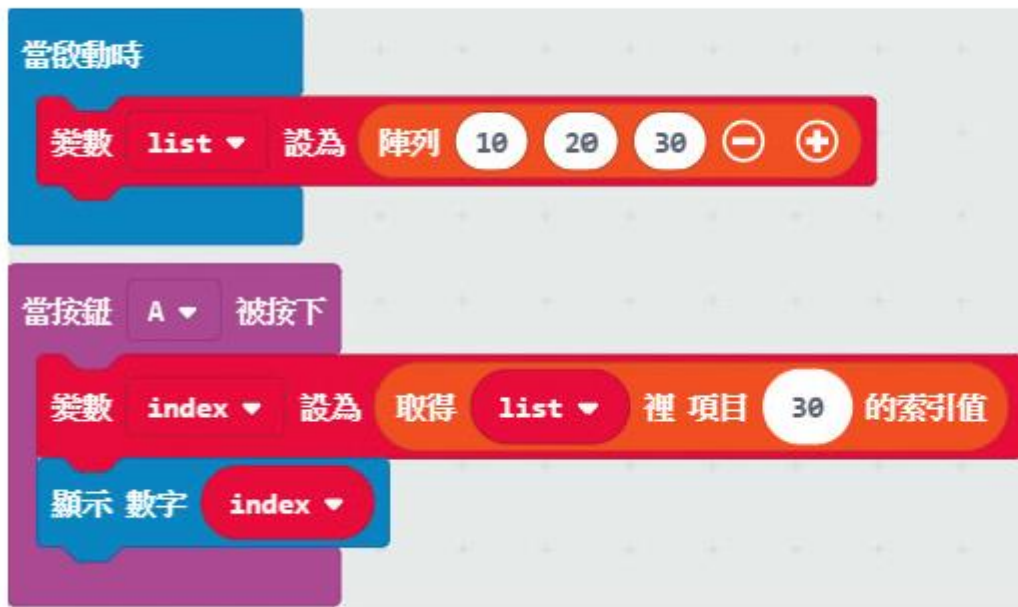 當啟動時
變數 list 設為 陣列 10 20 30
當按鈕 A 被按下
變數 index 設為 取得 list 裡 項目 30 的索引值
顯示 數字 index